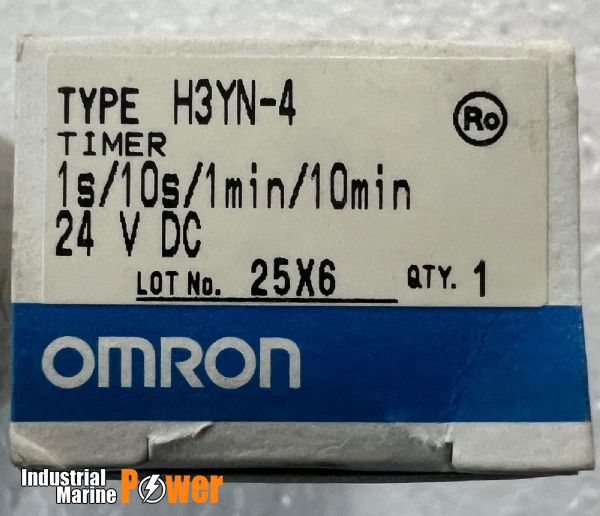 TYPE H3YN-4
Ro
TIMER
1s/10s/1min/10min
24 V DC
LOT No. 25X6 QTY. 1
OMRON
Industrial
Marine Power